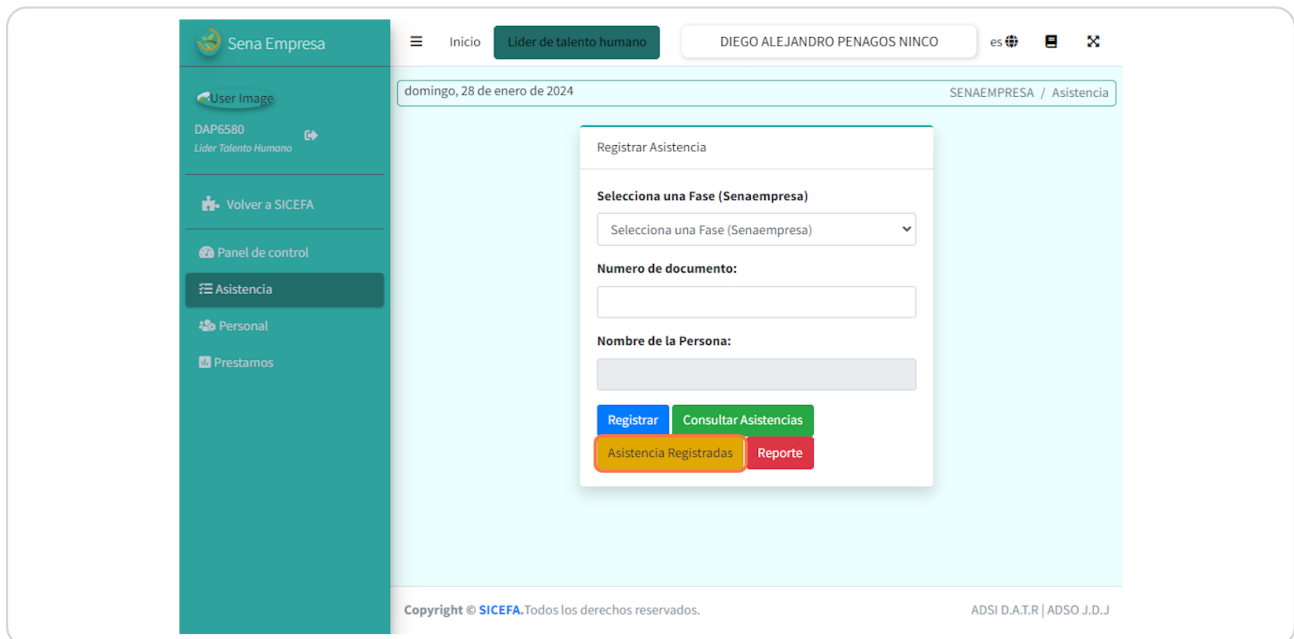 Sena Empresa
Inicio
Lider de talento humano
DIEGO ALEJANDRO PENAGOS NINCO
es
User Image
DAP6580
Lider Talento Humano
Volver a SICEFA
Panel de control
Asistencia
Personal
Prestamos
domingo, 28 de enero de 2024
SENAEMPRESA / Asistencia
Registrar Asistencia
Selecciona una Fase (Senaempresa)
Selecciona una Fase (Senaempresa)
Numero de documento:
Nombre de la Persona:
Registrar
Consultar Asistencias
Asistencia Registradas
Reporte
Copyright © SICEFA.Todos los derechos reservados.
ADSI D.A.T.R | ADSO J.D.J